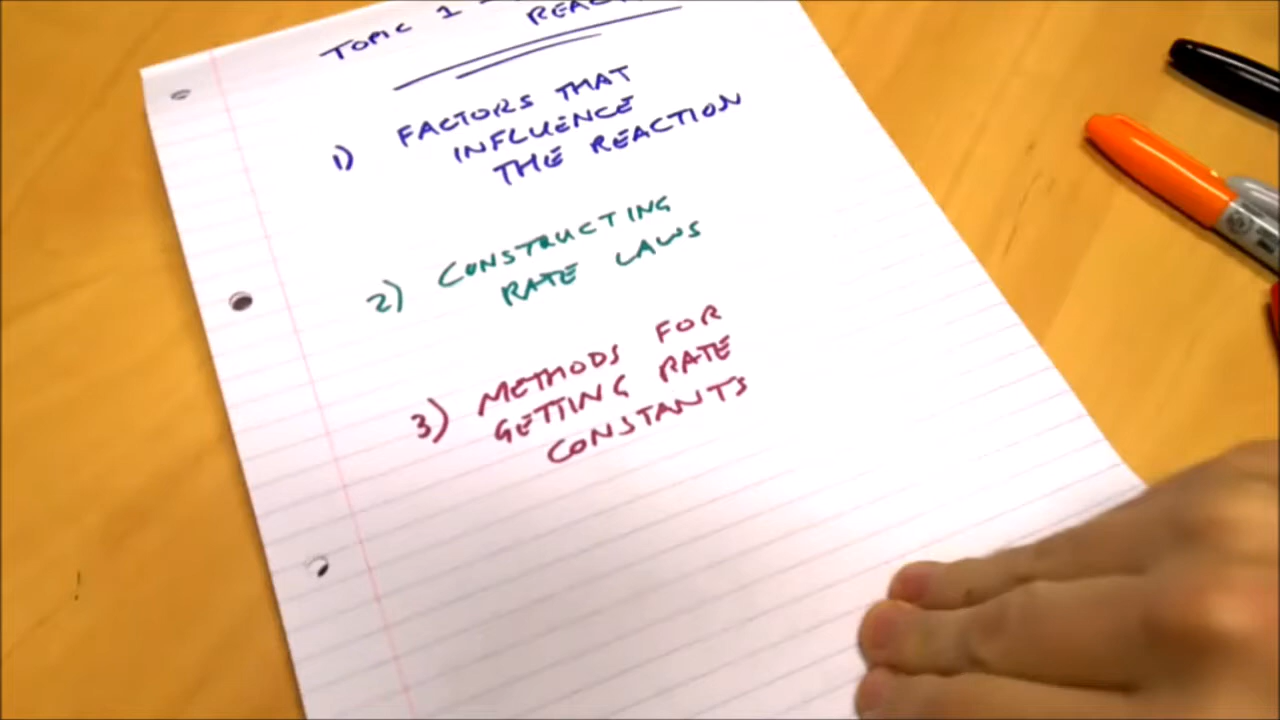 TOPIC 1
1) FACTORS THAT
INFLUENCE
THE REACTION
2) CONSTRUCTING
RATE LAWS
3) METHODS FOR
GETTING RATE
CONSTANTS